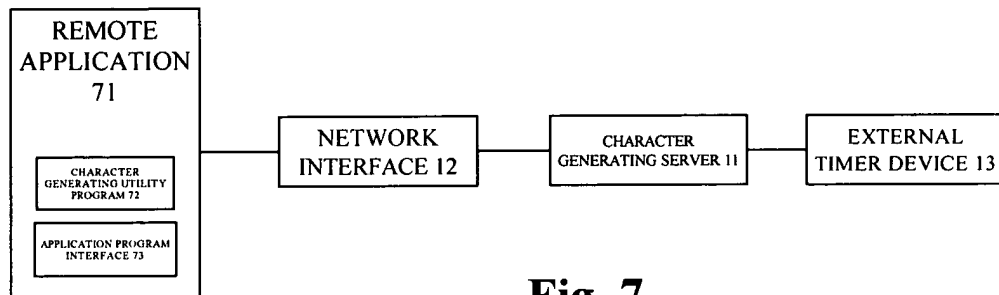 REMOTE
APPLICATION
71
CHARACTER
GENERATING UTILITY
PROGRAM 72
APPLICATION PROGRAM
INTERFACE 73
NETWORK
INTERFACE 12
CHARACTER
GENERATING SERVER 11
EXTERNAL
TIMER DEVICE 13
Fig. 7